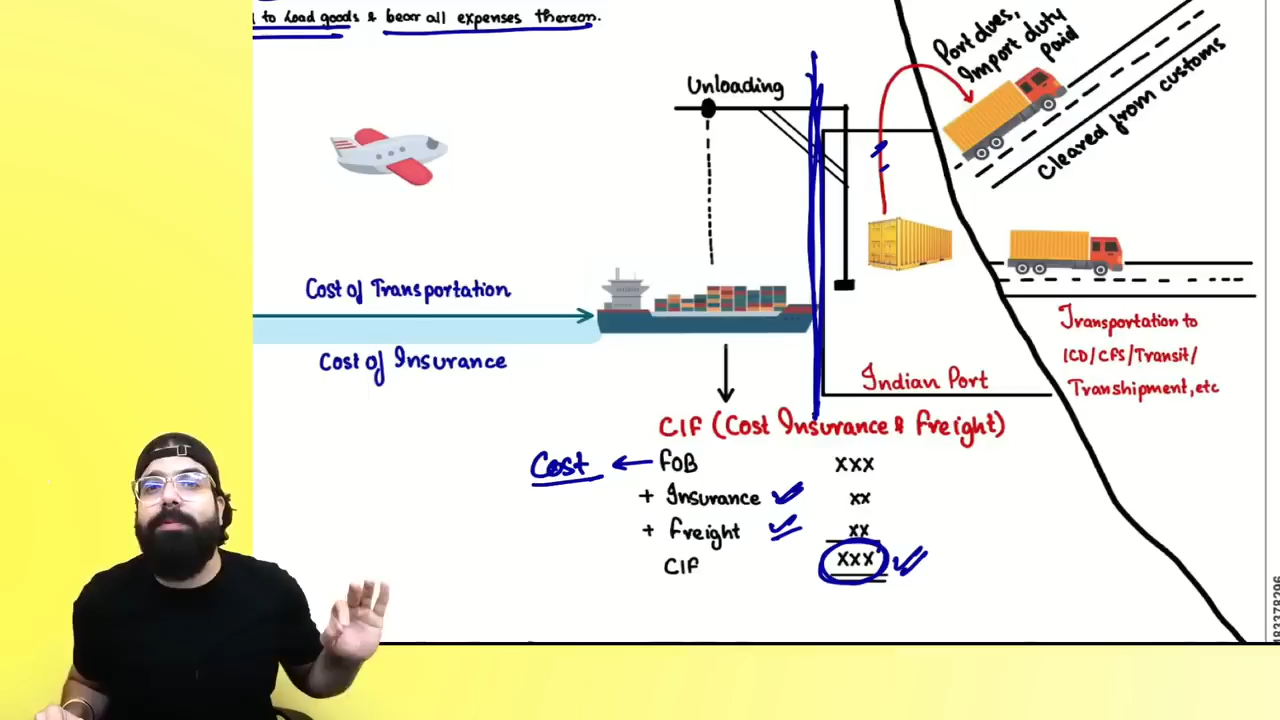 to Load goods & bear all expenses thereon.
Port dues,
Import duty
Paid
Unloading
Cleared from customs
Cost of Transportation
Cost of Insurance
Transportation to
ICD/CFS/Transit/
Transhipment, etc
Indian Port
CIF (Cost Insurance & Freight)
Cost ← FOB XXX
+ Insurance xx
+ Freight xx
CIF XXX